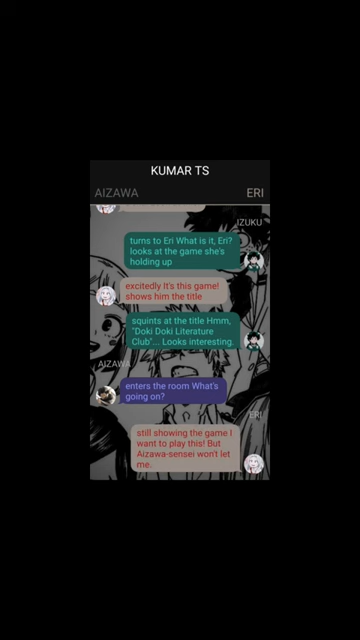 KUMAR TS
AIZAWA
ERI
IZUKU
turns to Eri What is it, Eri?
looks at the game she's
holding up
excitedly It's this game!
shows him the title
squints at the title Hmm,
"Doki Doki Literature
Club"... Looks interesting.
AIZAWA
enters the room What's
going on?
ERI
still showing the game I
want to play this! But
Aizawa-sensei won't let
me.